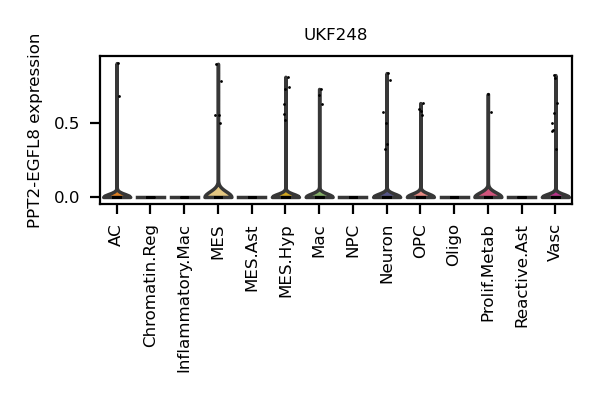 UKF248
PPT2-EGFL8 expression
0.5
0.0
AC
Chromatin.Reg
Inflammatory.Mac
MES
MES.Ast
MES.Hyp
Mac
NPC
Neuron
OPC
Oligo
Prolif.Metab
Reactive.Ast
Vasc